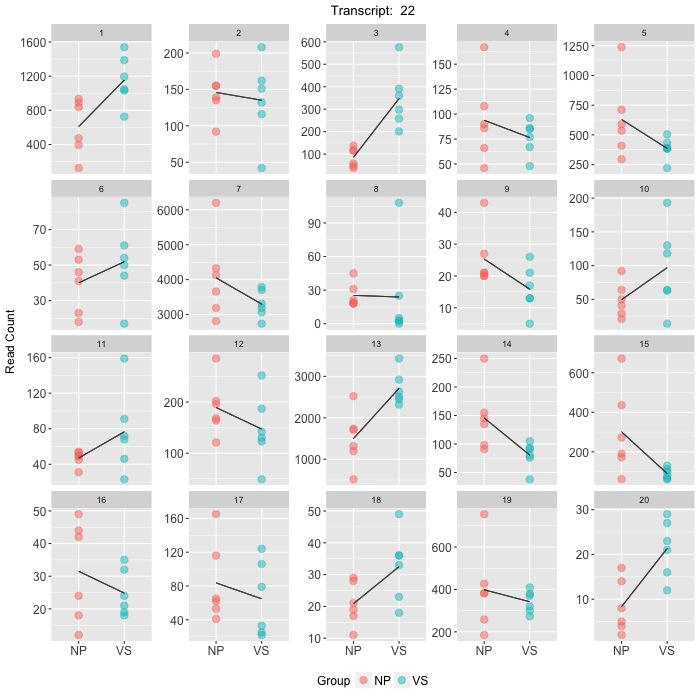 Transcript:  22
Read Count
1 2 3 4 5
1600 1200 800 400
200 150 100 50
600 500 400 300 200 100
150 125 100 75 50
1250 1000 750 500 250
6 7 8 9 10
70 50 30
6000 5000 4000 3000
90 60 30 0
40 30 20 10
200 150 100 50
11 12 13 14 15
160 120 80 40
200 100
3000 2000 1000
250 200 150 100 50
600 400 200
16 17 18 19 20
50 40 30 20
160 120 80 40
50 40 30 20 10
600 400 200
30 20 10
NP VS NP VS NP VS NP VS NP VS
Group NP VS